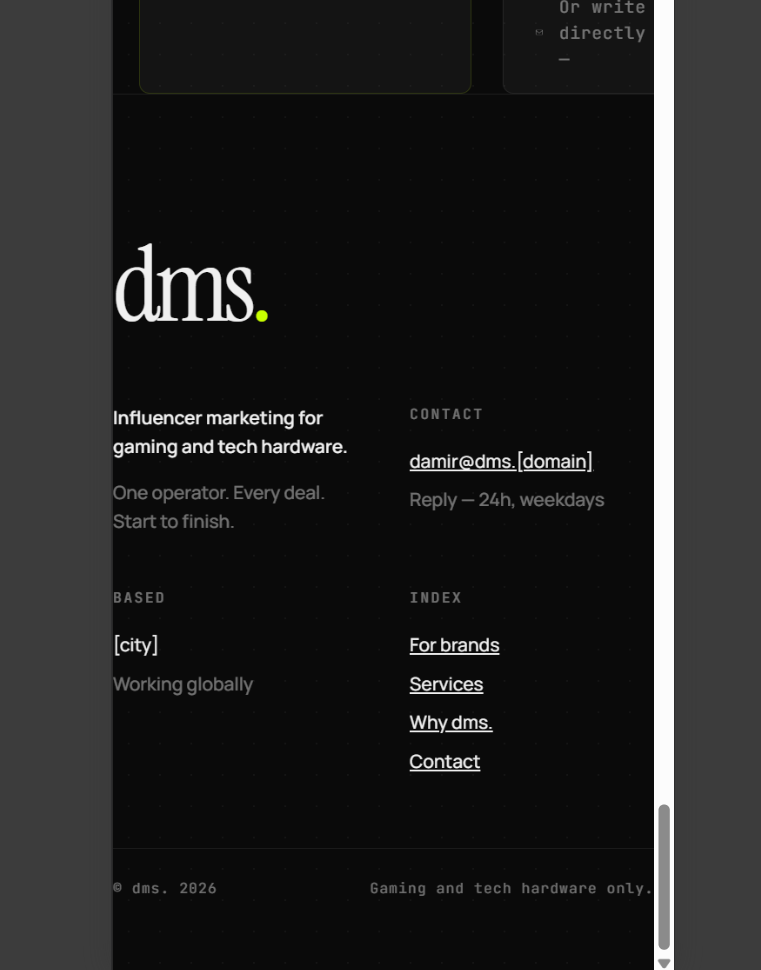 Or write
directly
—
dms.
Influencer marketing for
gaming and tech hardware.
One operator. Every deal.
Start to finish.
CONTACT
damir@dms.[domain]
Reply — 24h, weekdays
BASED
[city]
Working globally
INDEX
For brands
Services
Why dms.
Contact
© dms. 2026
Gaming and tech hardware only.